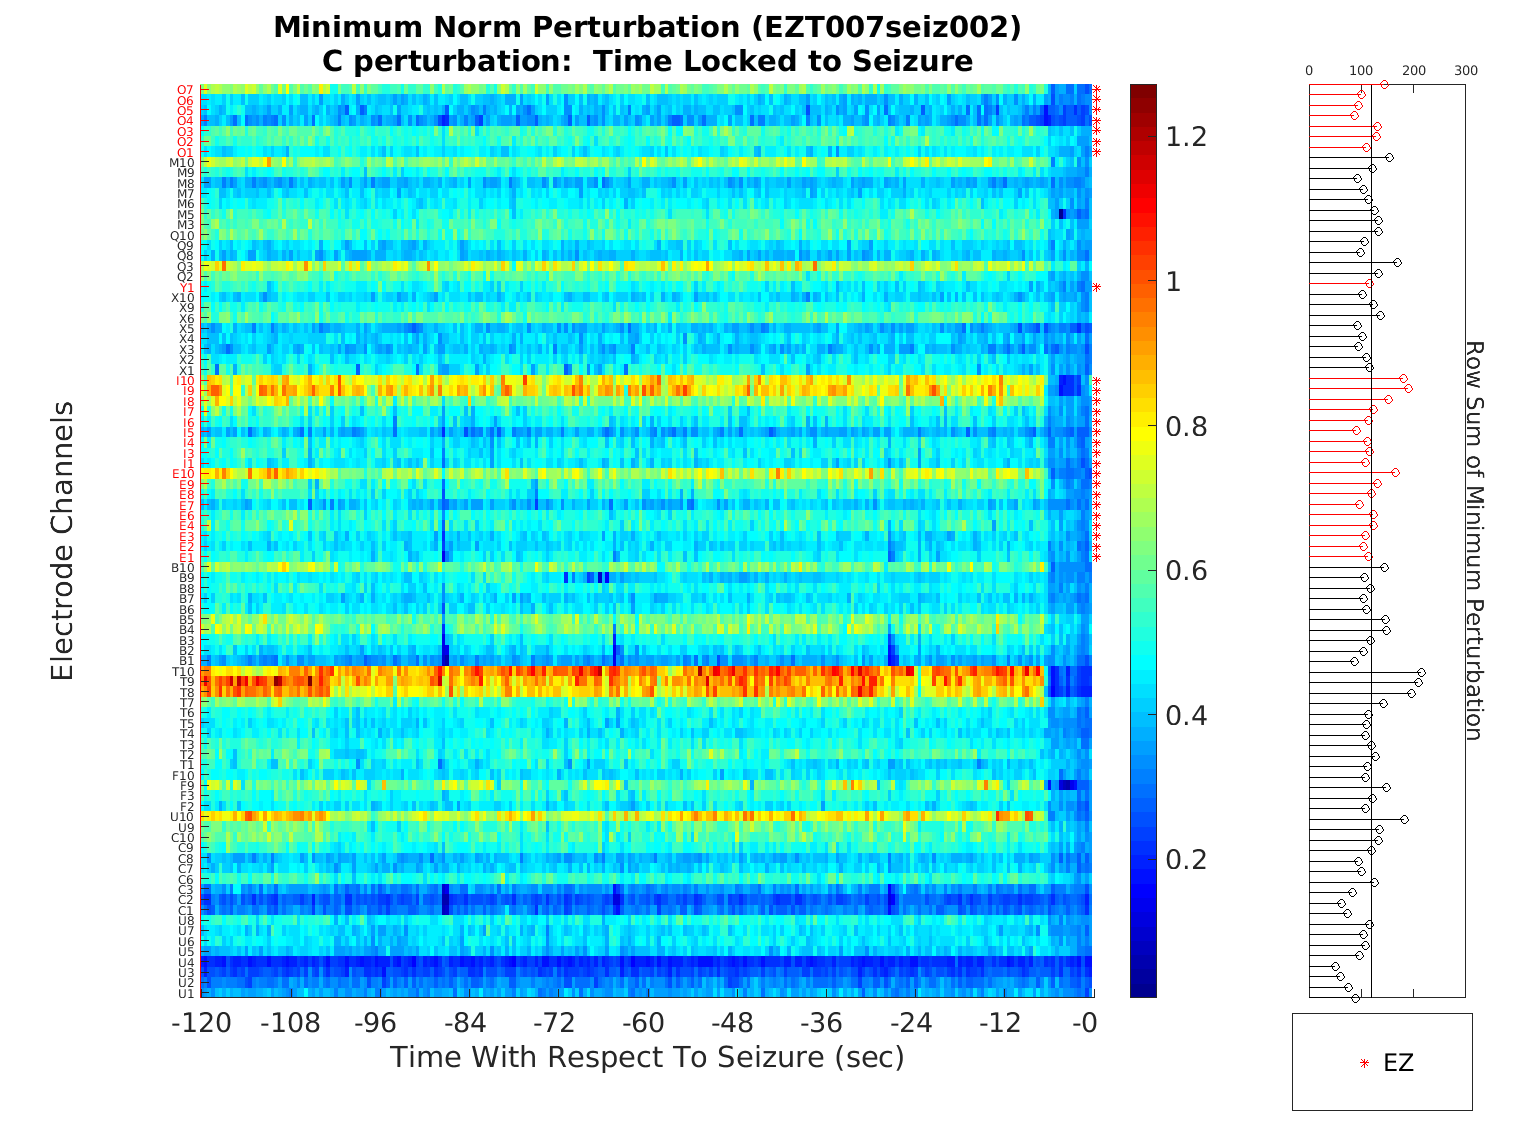 Minimum Norm Perturbation (EZT007seiz002)
C perturbation:  Time Locked to Seizure
Electrode Channels
O7
O6
O5
O4
O3
O2
O1
M10
M9
M8
M7
M6
M5
M3
Q10
Q9
Q8
Q3
Q2
Y1
X10
X9
X6
X5
X4
X3
X2
X1
I10
I9
I8
I7
I6
I5
I4
I3
I1
E10
E9
E8
E7
E6
E4
E3
E2
E1
B10
B9
B8
B7
B6
B5
B4
B3
B2
B1
T10
T9
T8
T7
T6
T5
T4
T3
T2
T1
F10
F9
F3
F2
U10
U9
C10
C9
C8
C7
C6
C3
C2
C1
U8
U7
U6
U5
U4
U3
U2
U1
-120 -108 -96 -84 -72 -60 -48 -36 -24 -12 -0
Time With Respect To Seizure (sec)
1.2
1
0.8
0.6
0.4
0.2
0 100 200 300
Row Sum of Minimum Perturbation
EZ